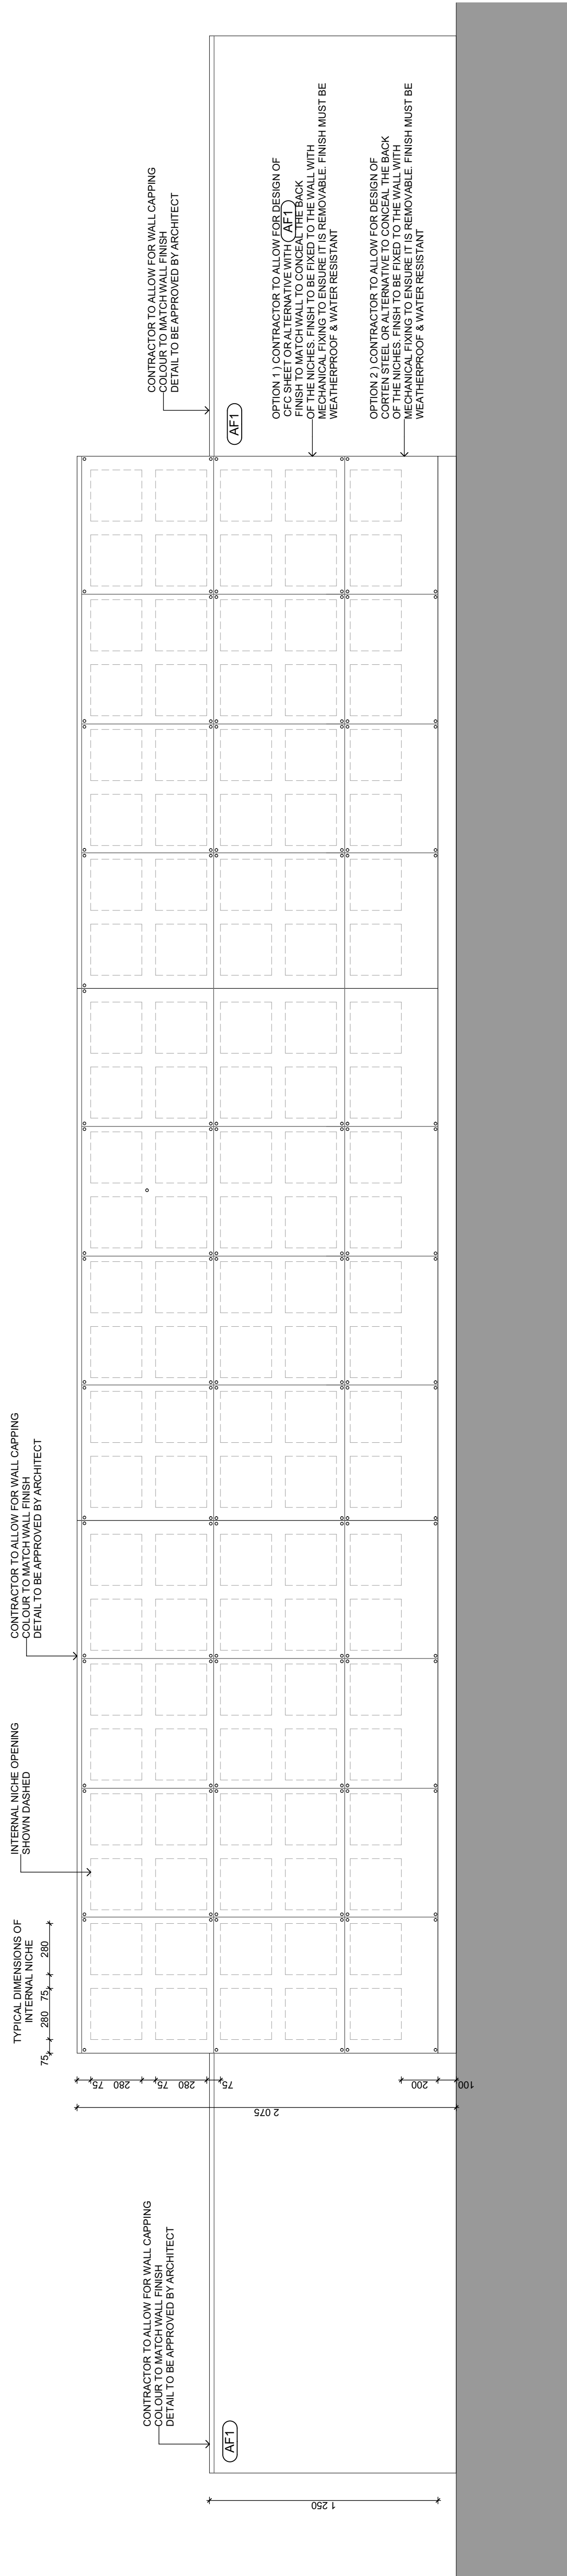 CONTRACTOR TO ALLOW FOR WALL CAPPING
COLOUR TO MATCH WALL FINISH
DETAIL TO BE APPROVED BY ARCHITECT
AF1
1 250
TYPICAL DIMENSIONS OF
INTERNAL NICHE
75
280
75
280
INTERNAL NICHE OPENING
SHOWN DASHED
CONTRACTOR TO ALLOW FOR WALL CAPPING
COLOUR TO MATCH WALL FINISH
DETAIL TO BE APPROVED BY ARCHITECT
75
280
75
280
75
2 075
200
100
CONTRACTOR TO ALLOW FOR WALL CAPPING
COLOUR TO MATCH WALL FINISH
DETAIL TO BE APPROVED BY ARCHITECT
AF1
OPTION 1 ) CONTRACTOR TO ALLOW FOR DESIGN OF
CFC SHEET OR ALTERNATIVE WITH AF1
FINISH TO MATCH WALL TO CONCEAL THE BACK
OF THE NICHES. FINSH TO BE FIXED TO THE WALL WITH
MECHANICAL FIXING TO ENSURE IT IS REMOVABLE. FINISH MUST BE
WEATHERPROOF & WATER RESISTANT
OPTION 2 ) CONTRACTOR TO ALLOW FOR DESIGN OF
CORTEN STEEL OR ALTERNATIVE TO CONCEAL THE BACK
OF THE NICHES. FINSH TO BE FIXED TO THE WALL WITH
MECHANICAL FIXING TO ENSURE IT IS REMOVABLE. FINISH MUST BE
WEATHERPROOF & WATER RESISTANT